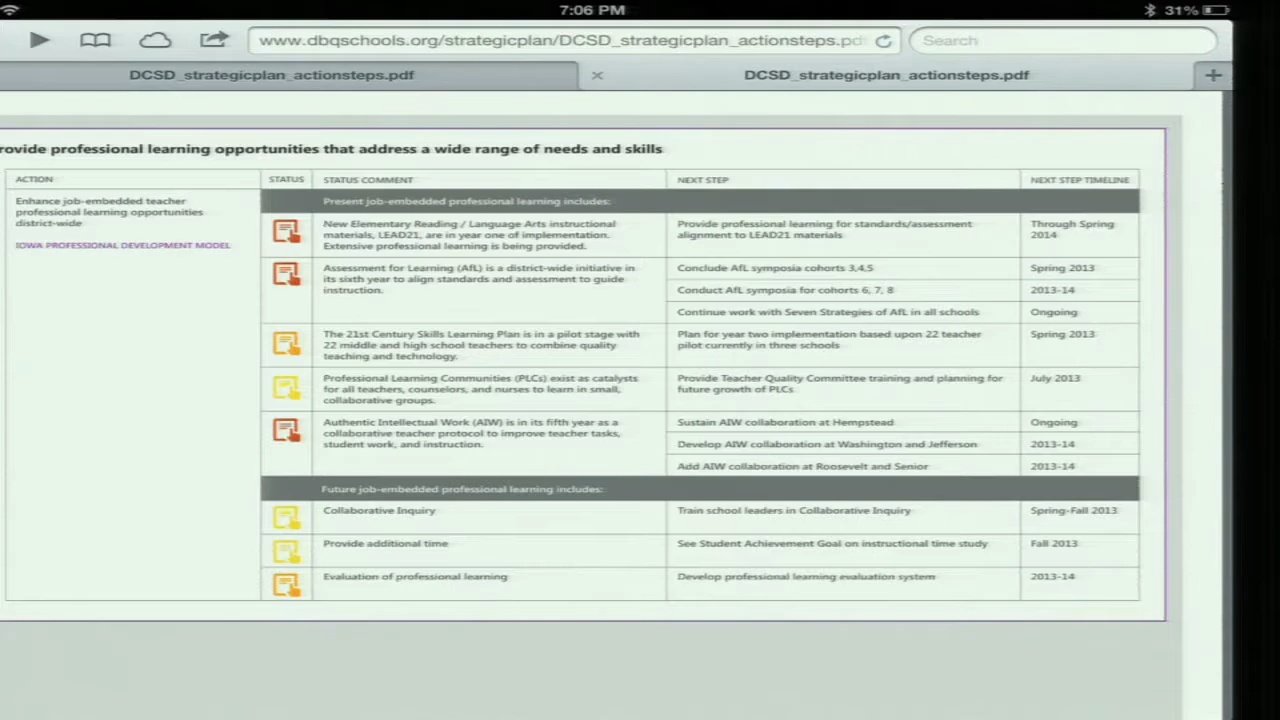 7:06 PM
31%
www.dbqschools.org/strategicplan/DCSD_strategicplan_actionsteps.pd
Search
DCSD_strategicplan_actionsteps.pdf
DCSD_strategicplan_actionsteps.pdf
rovide professional learning opportunities that address a wide range of needs and skills
ACTION
STATUS
STATUS COMMENT
NEXT STEP
NEXT STEP TIMELINE
Enhance job-embedded teacher
professional learning opportunities
district-wide
IOWA PROFESSIONAL DEVELOPMENT MODEL
Present job-embedded professional learning includes:
New Elementary Reading / Language Arts instructional
materials, LEAD21, are in year one of implementation.
Extensive professional learning is being provided.
Provide professional learning for standards/assessment
alignment to LEAD21 materials
Through Spring
2014
Assessment for Learning (AfL) is a district-wide initiative in
its sixth year to align standards and assessment to guide
instruction.
Conclude AfL symposia cohorts 3,4,5
Spring 2013
Conduct AfL symposia for cohorts 6, 7, 8
2013-14
Continue work with Seven Strategies of AfL in all schools
Ongoing
The 21st Century Skills Learning Plan is in a pilot stage with
22 middle and high school teachers to combine quality
teaching and technology.
Plan for year two implementation based upon 22 teacher
pilot currently in three schools
Spring 2013
Professional Learning Communities (PLCs) exist as catalysts
for all teachers, counselors, and nurses to learn in small,
collaborative groups.
Provide Teacher Quality Committee training and planning for
future growth of PLCs
July 2013
Authentic Intellectual Work (AIW) is in its fifth year as a
collaborative teacher protocol to improve teacher tasks,
student work, and instruction.
Sustain AIW collaboration at Hempstead
Ongoing
Develop AIW collaboration at Washington and Jefferson
2013-14
Add AIW collaboration at Roosevelt and Senior
2013-14
Future job-embedded professional learning includes:
Collaborative Inquiry
Train school leaders in Collaborative Inquiry
Spring-Fall 2013
Provide additional time
See Student Achievement Goal on instructional time study
Fall 2013
Evaluation of professional learning
Develop professional learning evaluation system
2013-14